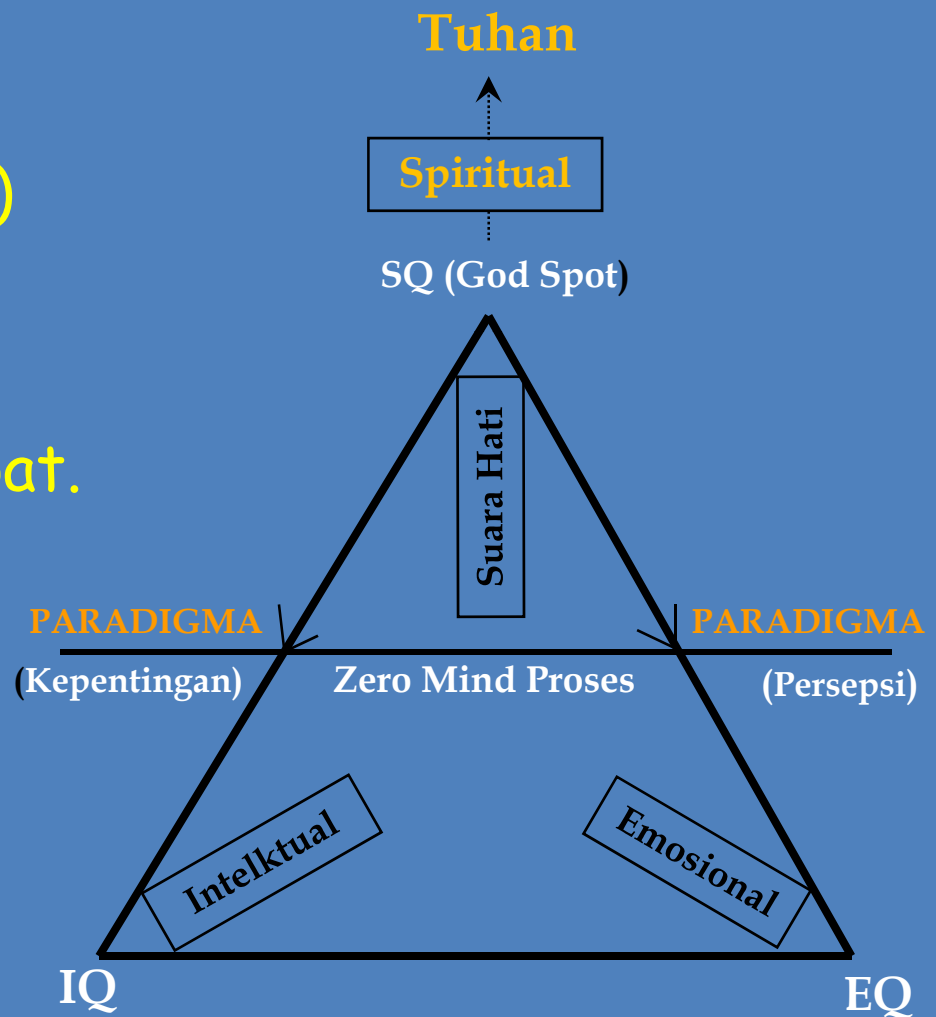 Tuhan
)
Spiritual
SQ (God Spot)
Suara Hati
at.
PARADIGMA
PARADIGMA
(Kepentingan)
Zero Mind Proses
(Persepsi)
Intelktual
Emosional
IQ
EQ